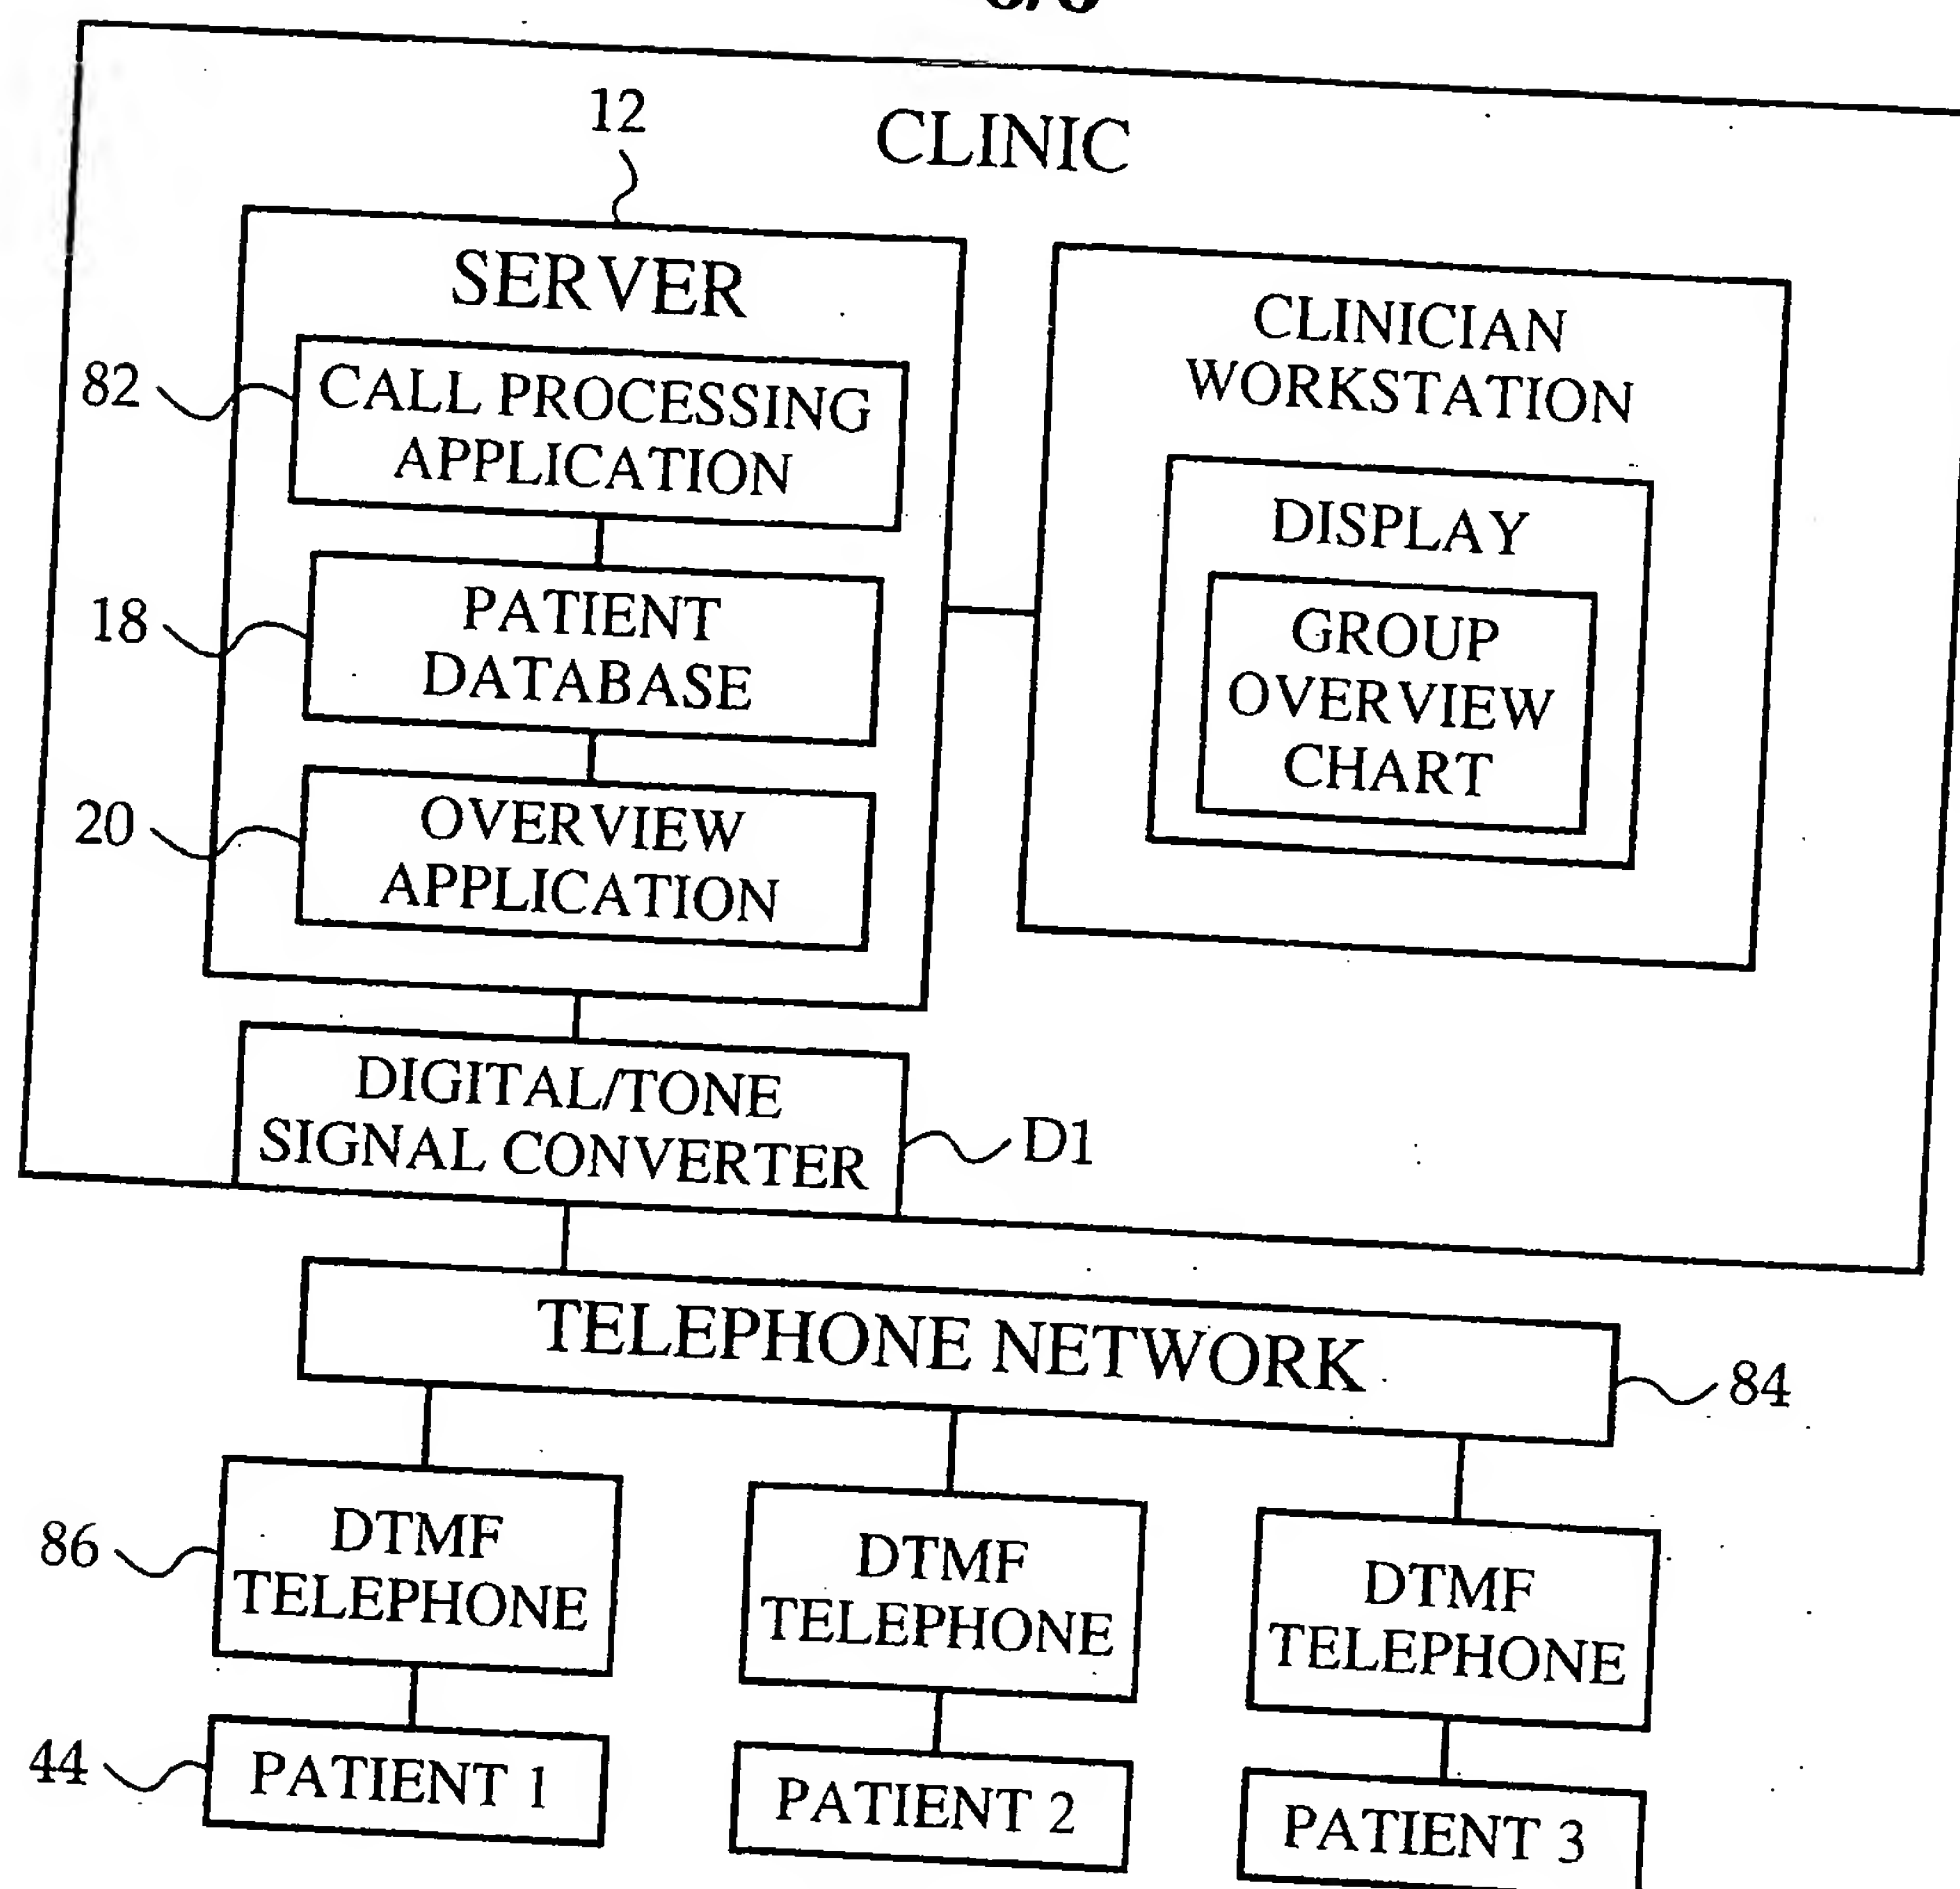 12
CLINIC
SERVER
82
CALL PROCESSING
APPLICATION
18
PATIENT
DATABASE
20
OVERVIEW
APPLICATION
CLINICIAN
WORKSTATION
DISPLAY
GROUP
OVERVIEW
CHART
DIGITAL/TONE
SIGNAL CONVERTER
D1
TELEPHONE NETWORK
84
86
DTMF
TELEPHONE
DTMF
TELEPHONE
DTMF
TELEPHONE
44
PATIENT 1
PATIENT 2
PATIENT 3